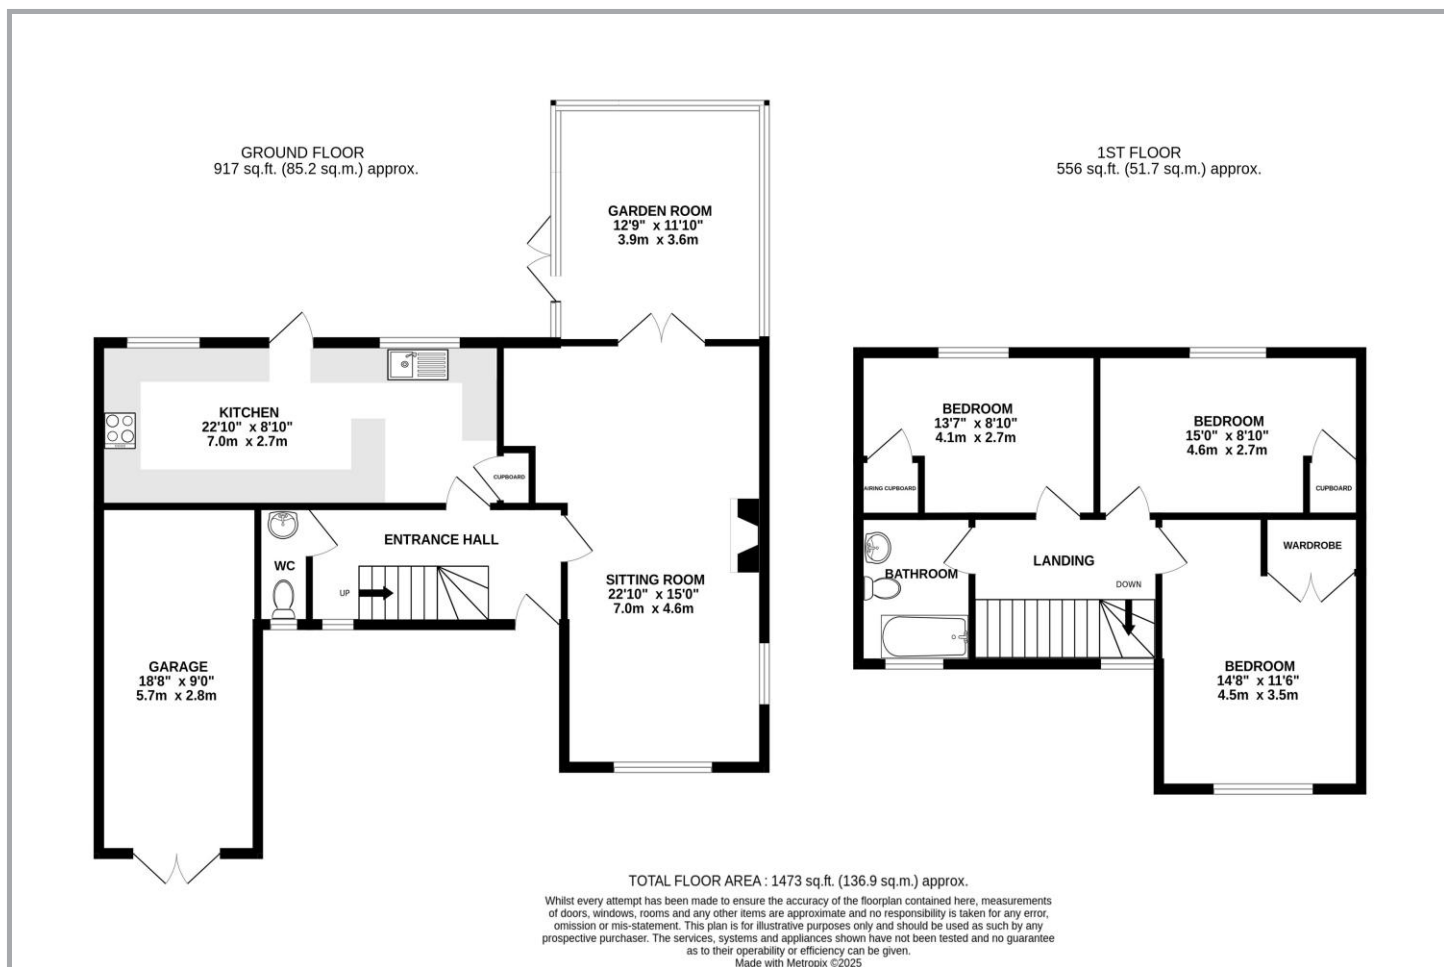 GROUND FLOOR
917 sq.ft. (85.2 sq.m.) approx.
GARDEN ROOM
12'9" x 11'10"
3.9m x 3.6m
KITCHEN
22'10" x 8'10"
7.0m x 2.7m
CUPBOARD
ENTRANCE HALL
WC
UP
SITTING ROOM
22'10" x 15'0"
7.0m x 4.6m
GARAGE
18'8" x 9'0"
5.7m x 2.8m
1ST FLOOR
556 sq.ft. (51.7 sq.m.) approx.
BEDROOM
13'7" x 8'10"
4.1m x 2.7m
BEDROOM
15'0" x 8'10"
4.6m x 2.7m
AIRING CUPBOARD
CUPBOARD
BATHROOM
LANDING
DOWN
WARDROBE
BEDROOM
14'8" x 11'6"
4.5m x 3.5m
TOTAL FLOOR AREA : 1473 sq.ft. (136.9 sq.m.) approx.
Whilst every attempt has been made to ensure the accuracy of the floorplan contained here, measurements
of doors, windows, rooms and any other items are approximate and no responsibility is taken for any error,
omission or mis-statement. This plan is for illustrative purposes only and should be used as such by any
prospective purchaser. The services, systems and appliances shown have not been tested and no guarantee
as to their operability or efficiency can be given.
Made with Metropix ©2025